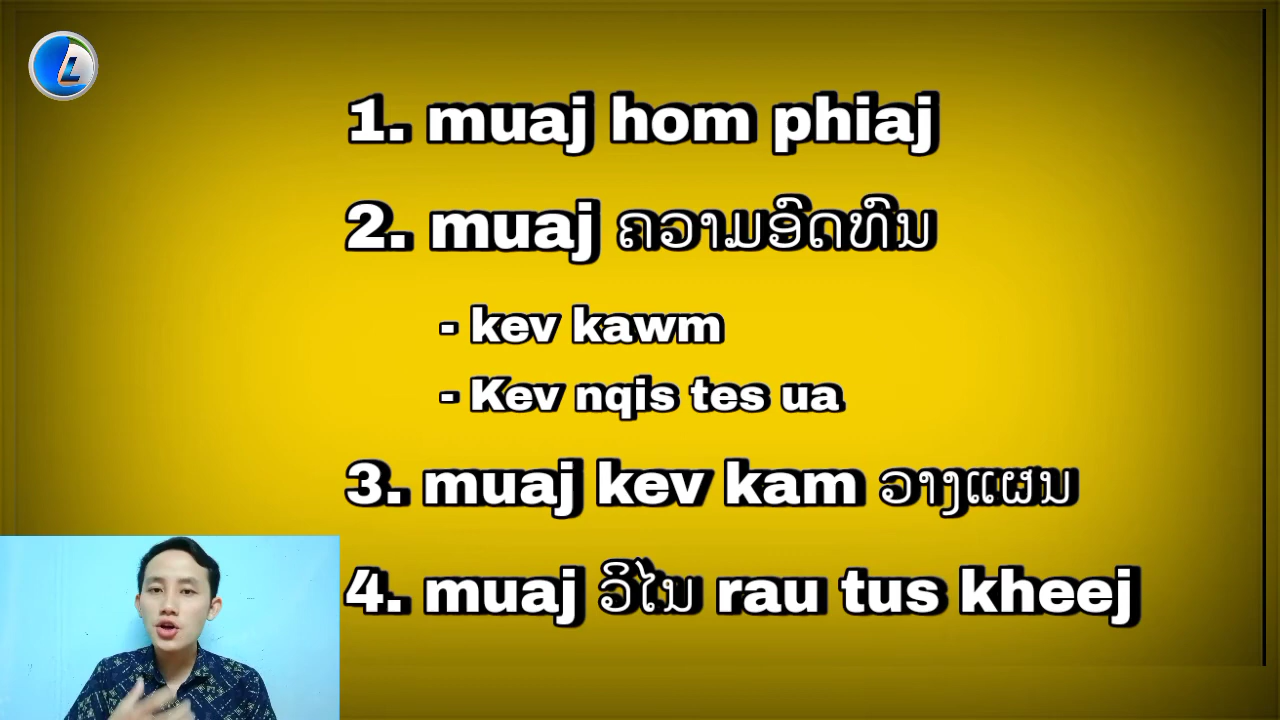 L
1. muaj hom phiaj
2. muaj ຄວາມອົດທົນ
- kev kawm
- Kev nqis tes ua
3. muaj kev kam ວາງແຜນ
4. muaj ວິໄນ rau tus kheej